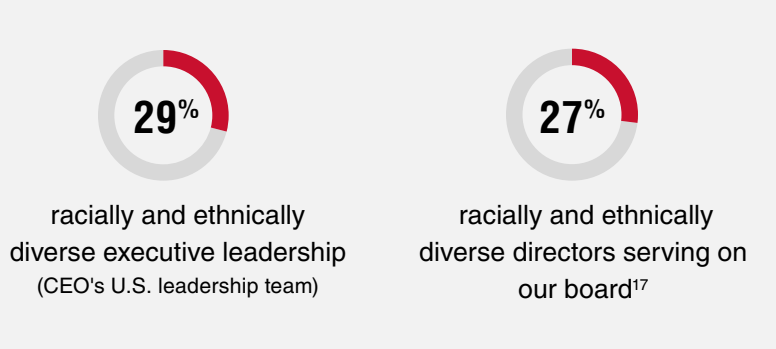 29%
racially and ethnically
diverse executive leadership
(CEO's U.S. leadership team)
27%
racially and ethnically
diverse directors serving on
our board17